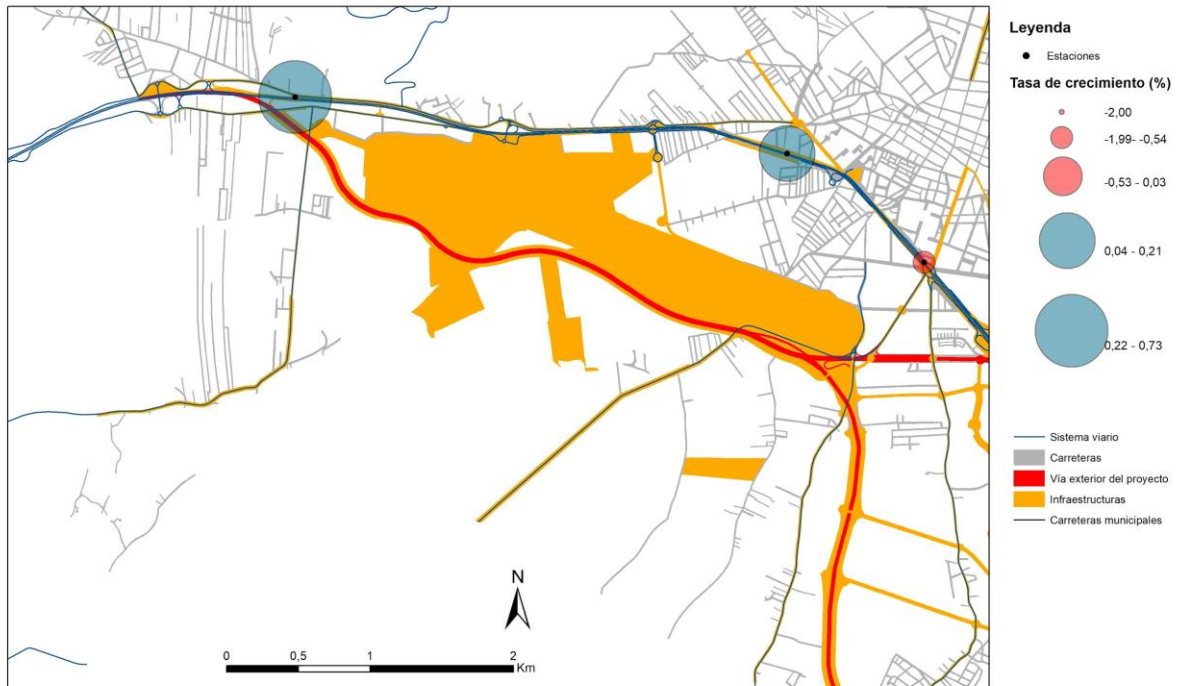 Leyenda
Estaciones
Tasa de crecimiento (%)
-2,00
-1,99- -0,54
-0,53 - 0,03
0,04 - 0,21
0,22 - 0,73
Sistema viario
Carreteras
Vía exterior del proyecto
Infraestructuras
Carreteras municipales
N
0 0,5 1 2
Km